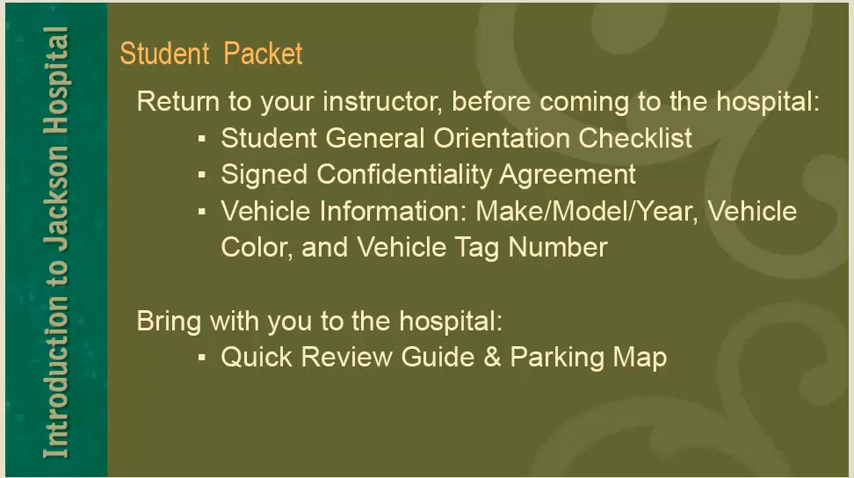 Introduction to Jackson Hospital
Student Packet
Return to your instructor, before coming to the hospital:
▪ Student General Orientation Checklist
▪ Signed Confidentiality Agreement
▪ Vehicle Information: Make/Model/Year, Vehicle
Color, and Vehicle Tag Number
Bring with you to the hospital:
▪ Quick Review Guide & Parking Map